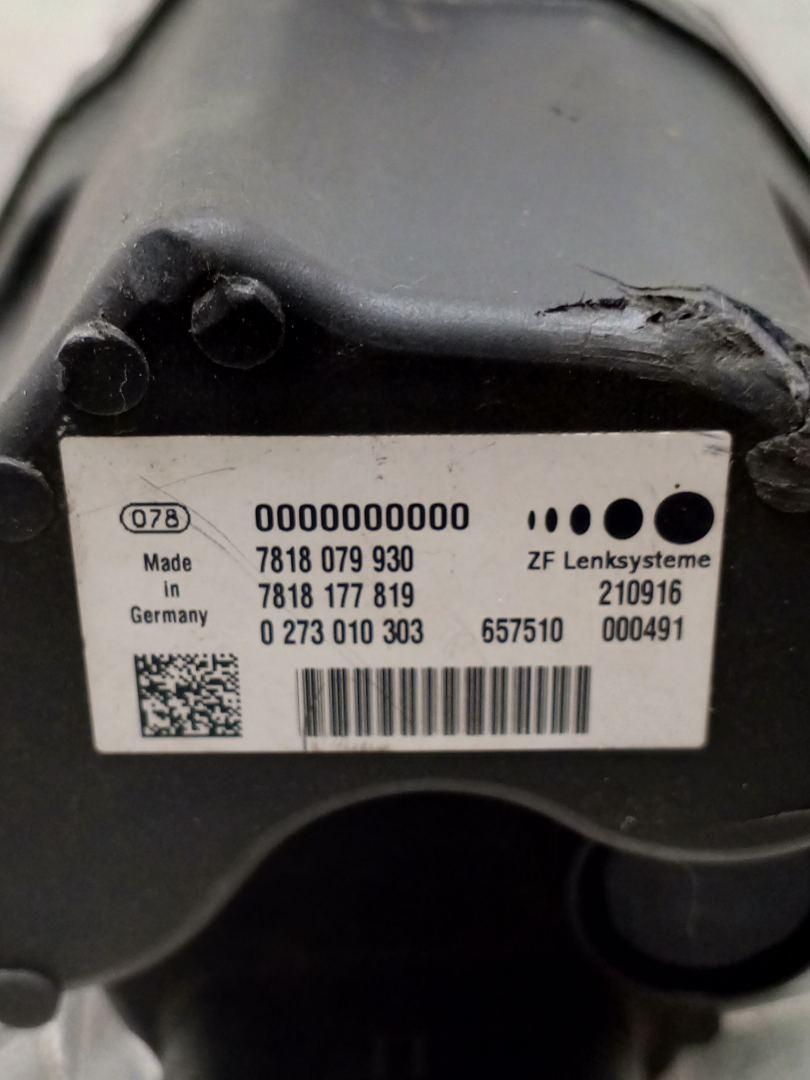 078 0000000000
ZF Lenksysteme
Made in Germany
7818 079 930
7818 177 819 210916
0 273 010 303 657510 000491